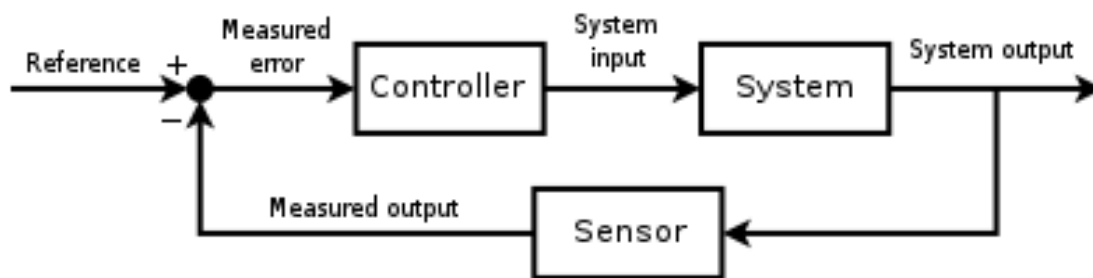 Reference
+
−
Measured
error
Controller
System
input
System
System output
Measured output
Sensor